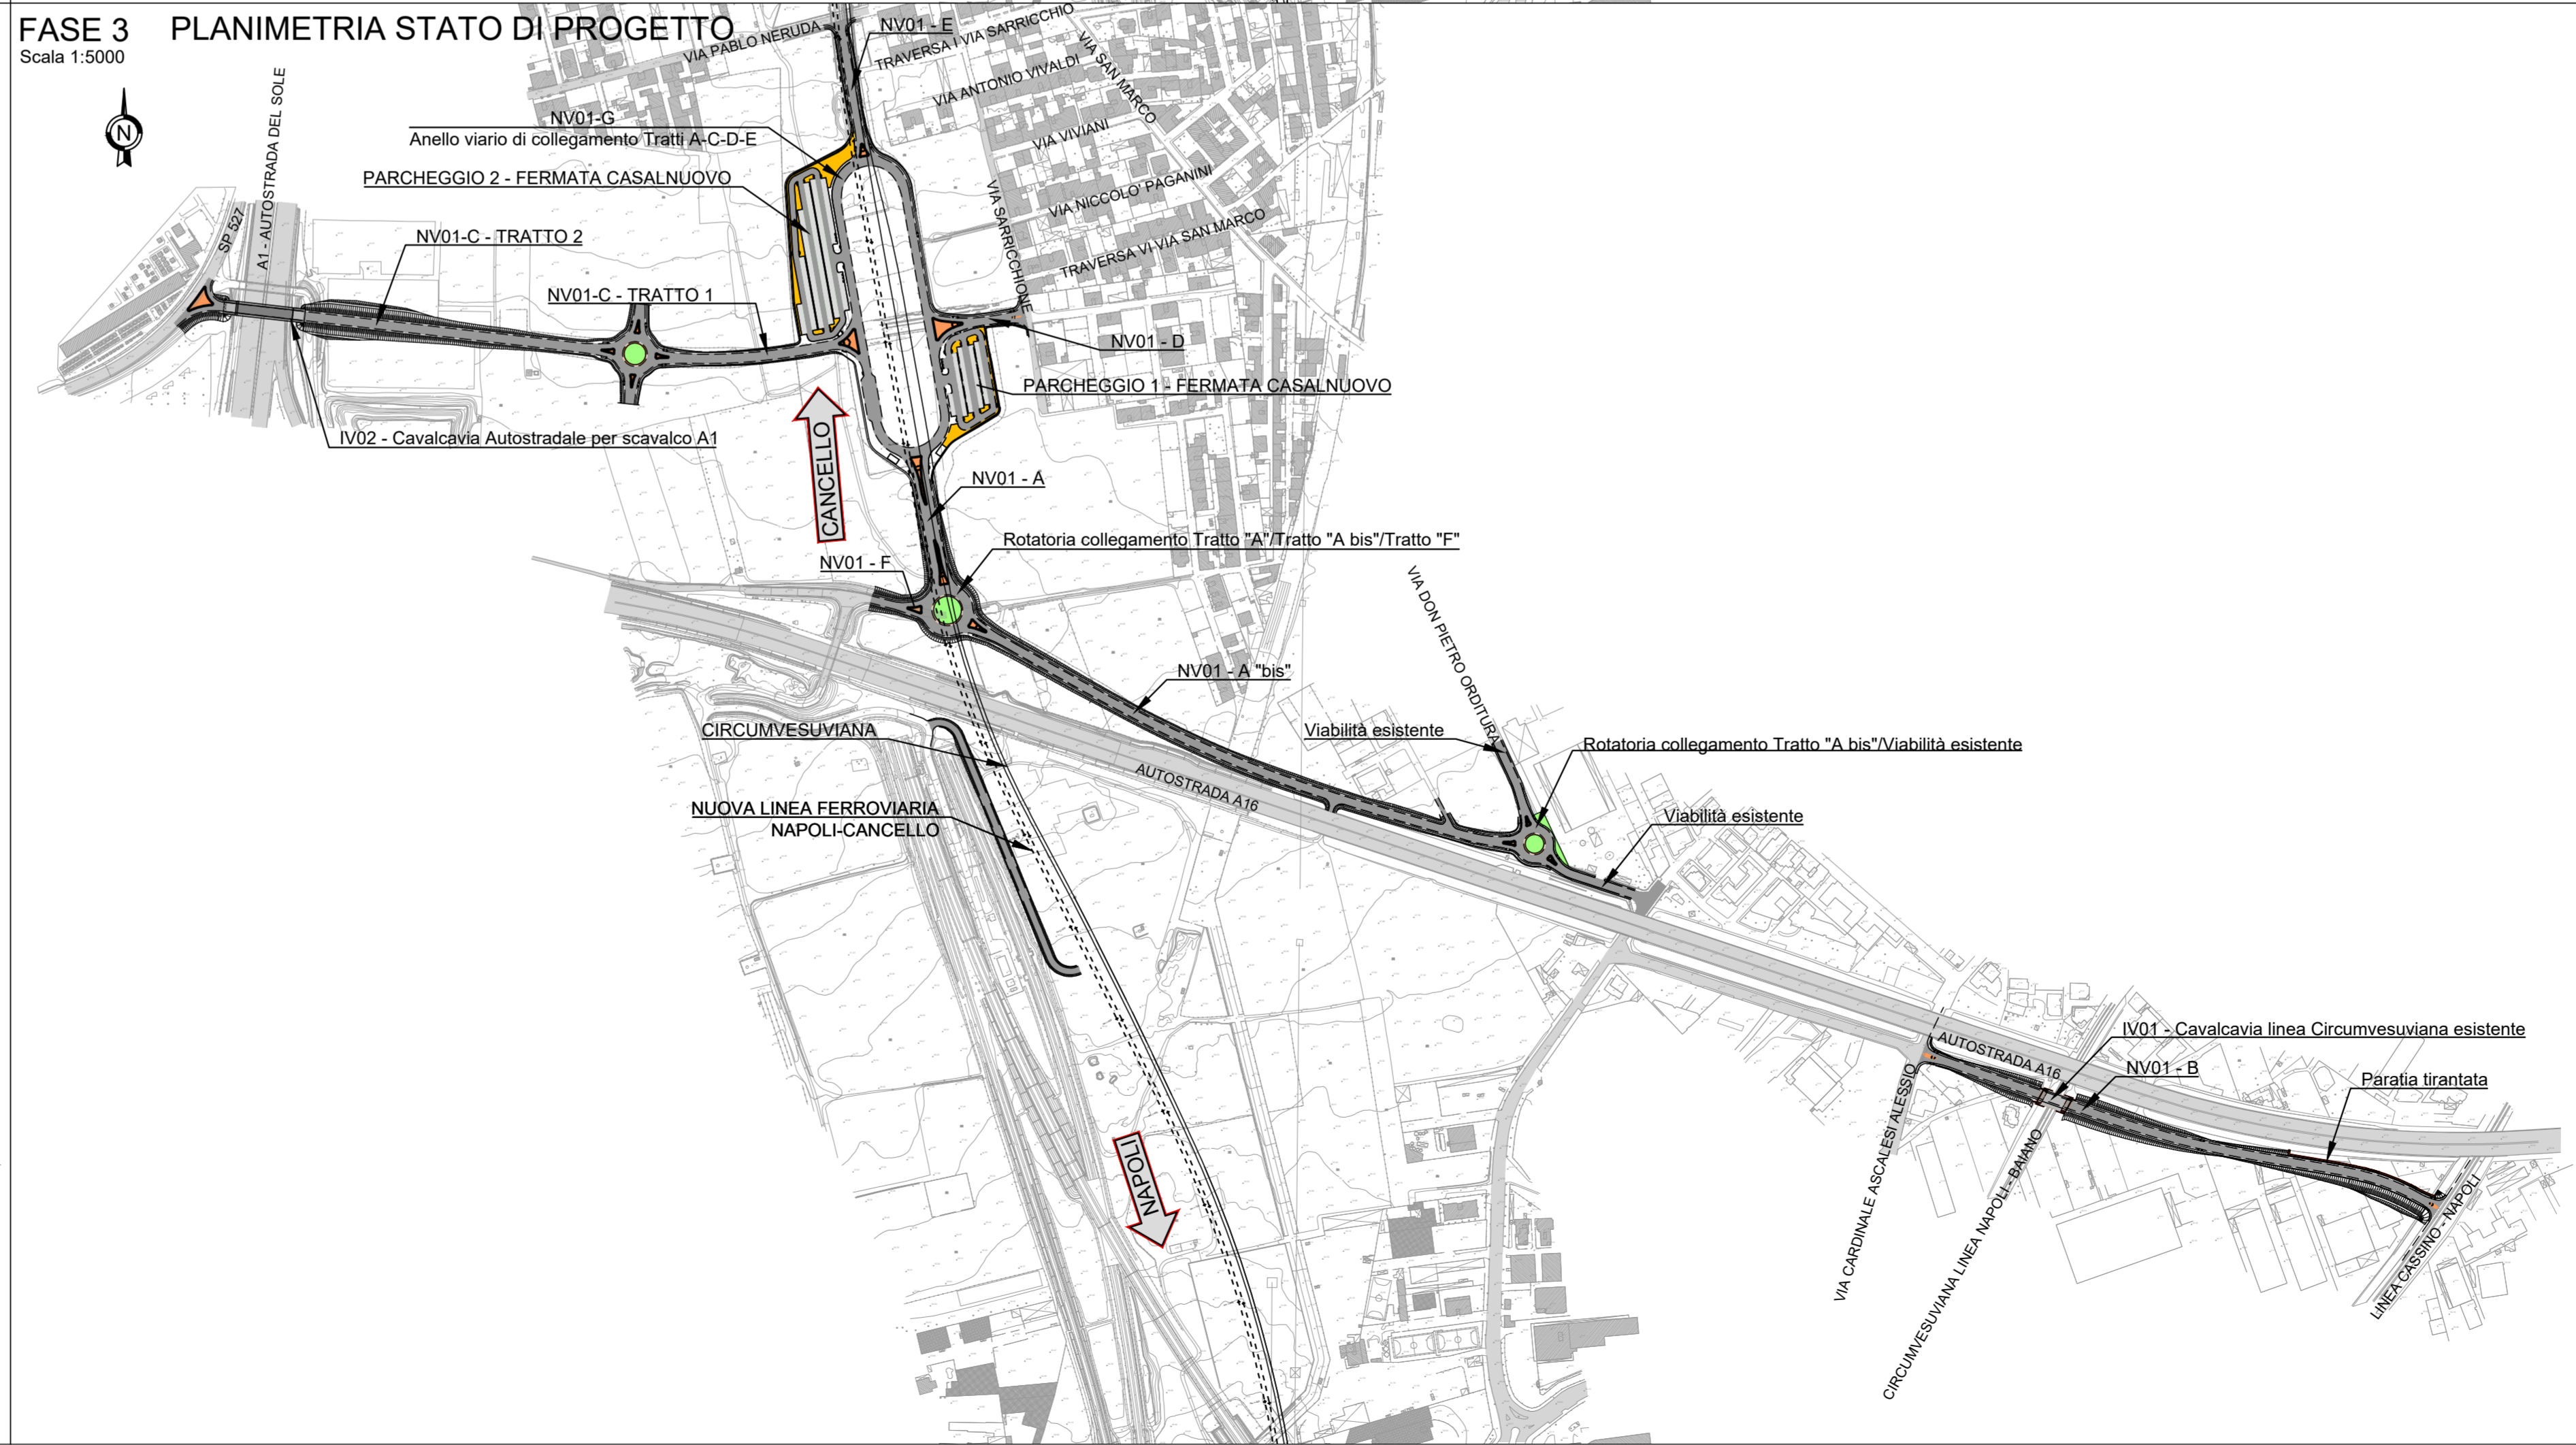 FASE 3 PLANIMETRIA STATO DI PROGETTO
Scala 1:5000
N
VIA PABLO NERUDA
NV01 - E
TRAVERSA I VIA SARRICCHIO
VIA ANTONIO VIVALDI
VIA SAN MARCO
VIA VIVIANI
VIA NICCOLO' PAGANINI
TRAVERSA VI VIA SAN MARCO
VIA SARRICCHIONE
NV01-G
Anello viario di collegamento Tratti A-C-D-E
PARCHEGGIO 2 - FERMATA CASALNUOVO
SP 527
A1 - AUTOSTRADA DEL SOLE
NV01-C - TRATTO 2
NV01-C - TRATTO 1
NV01 - D
PARCHEGGIO 1 - FERMATA CASALNUOVO
IV02 - Cavalcavia Autostradale per scavalco A1
CANCELLO
NV01 - A
Rotatoria collegamento Tratto "A"/Tratto "A bis"/Tratto "F"
NV01 - F
VIA DON PIETRO ORDITURA
NV01 - A "bis"
CIRCUMVESUVIANA
Viabilità esistente
Rotatoria collegamento Tratto "A bis"/Viabilità esistente
AUTOSTRADA A16
NUOVA LINEA FERROVIARIA
NAPOLI-CANCELLO
Viabilità esistente
NAPOLI
IV01 - Cavalcavia linea Circumvesuviana esistente
AUTOSTRADA A16
NV01 - B
Paratia tirantata
VIA CARDINALE ASCALESI ALESSIO
CIRCUMVESUVIANA LINEA NAPOLI - BAIANO
LINEA CASSINO - NAPOLI